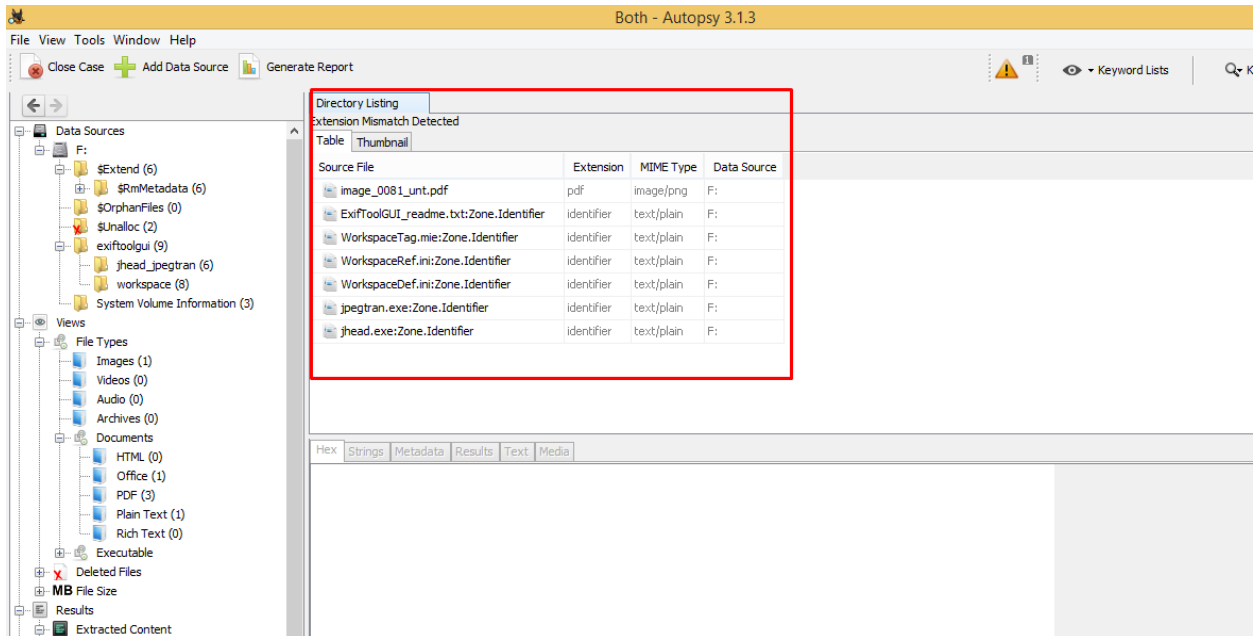 Both - Autopsy 3.1.3
File View Tools Window Help
Close Case Add Data Source Generate Report 1 Keyword Lists K
Directory Listing
Extension Mismatch Detected
Table Thumbnail
Source File Extension MIME Type Data Source
image_0081_unt.pdf pdf image/png F:
ExifToolGUI_readme.txt:Zone.Identifier identifier text/plain F:
WorkspaceTag.mie:Zone.Identifier identifier text/plain F:
WorkspaceRef.ini:Zone.Identifier identifier text/plain F:
WorkspaceDef.ini:Zone.Identifier identifier text/plain F:
jpegtran.exe:Zone.Identifier identifier text/plain F:
jhead.exe:Zone.Identifier identifier text/plain F:
Data Sources
F:
$Extend (6)
$RmMetadata (6)
$OrphanFiles (0)
$Unalloc (2)
exiftoolgui (9)
jhead_jpegtran (6)
workspace (8)
System Volume Information (3)
Views
File Types
Images (1)
Videos (0)
Audio (0)
Archives (0)
Documents
HTML (0)
Office (1)
PDF (3)
Plain Text (1)
Rich Text (0)
Executable
Deleted Files
MB File Size
Results
Extracted Content
Hex Strings Metadata Results Text Media